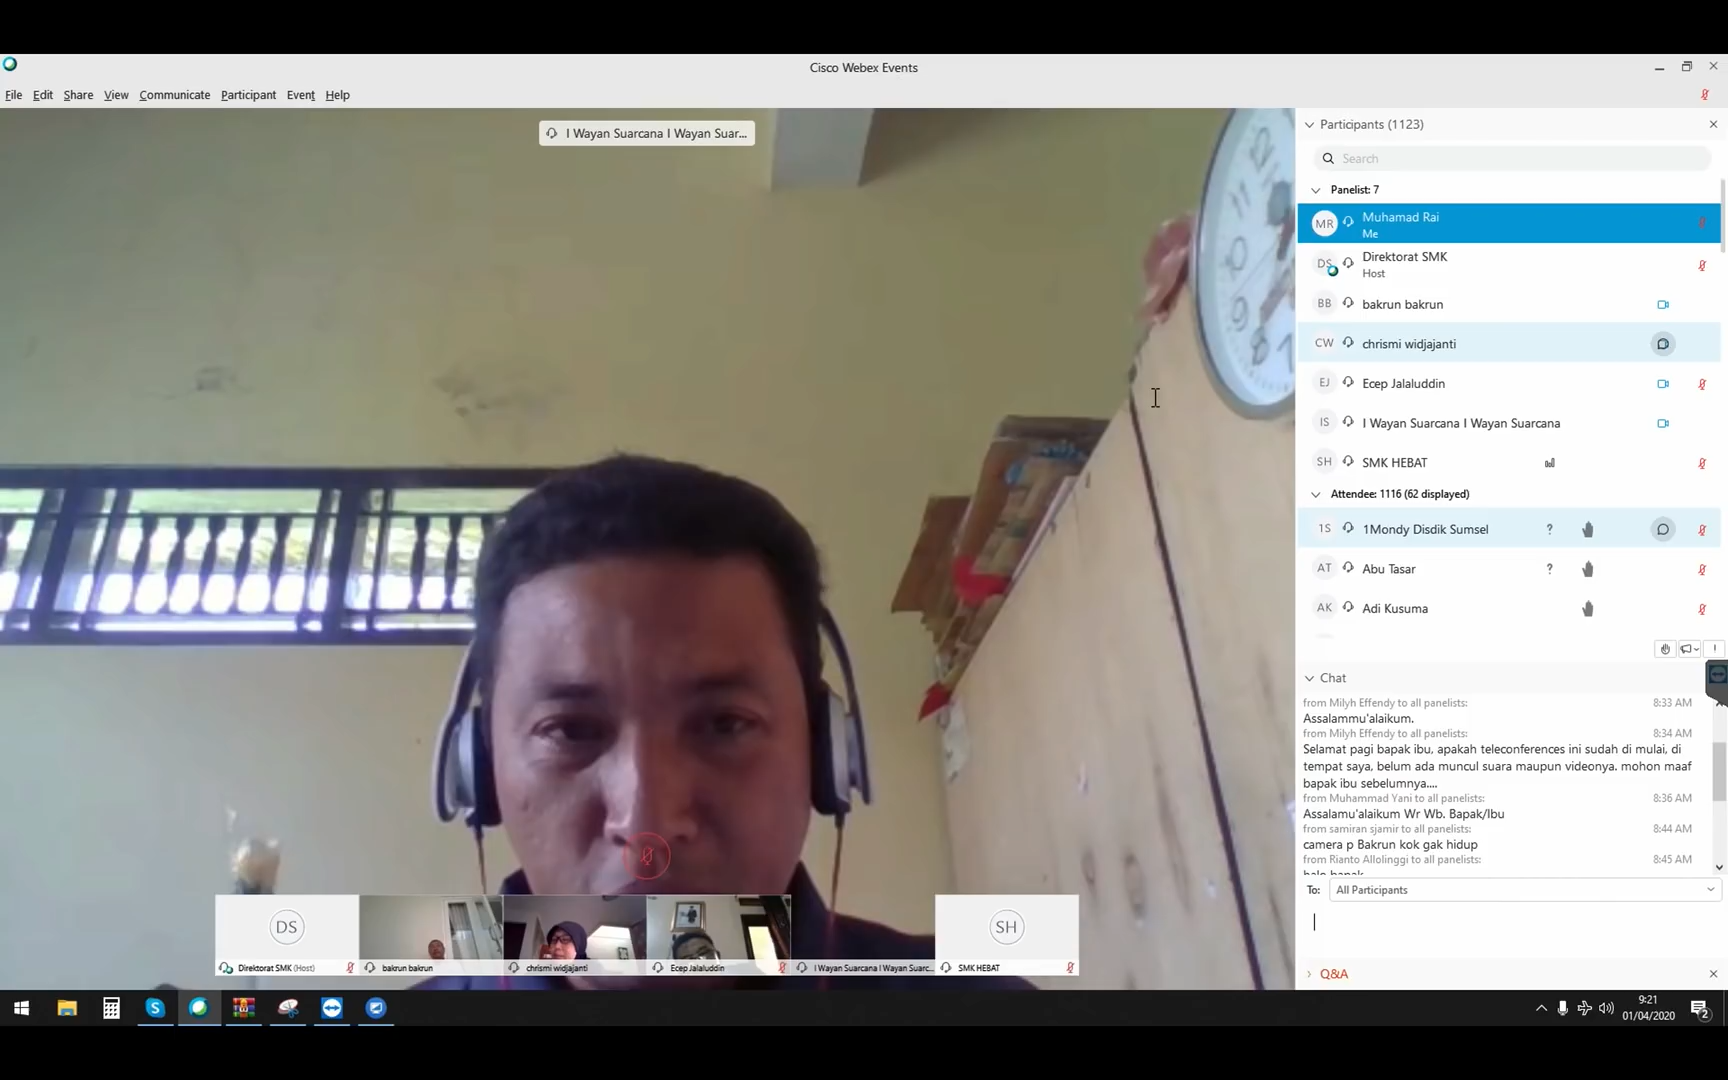 Cisco Webex Events
File Edit Share View Communicate Participant Event Help
I Wayan Suarcana I Wayan Suar...
Participants (1123)
Search
Panelist: 7
MR Muhamad Rai
Me
DS Direktorat SMK
Host
BB bakrun bakrun
CW chrismi widjajanti
EJ Ecep Jalaluddin
IS I Wayan Suarcana I Wayan Suarcana
SH SMK HEBAT
Attendee: 1116 (62 displayed)
1S 1Mondy Disdik Sumsel ?
AT Abu Tasar ?
AK Adi Kusuma
Chat
from Milyh Effendy to all panelists: 8:33 AM
Assalammu'alaikum.
from Milyh Effendy to all panelists: 8:34 AM
Selamat pagi bapak ibu, apakah teleconferences ini sudah di mulai, di
tempat saya, belum ada muncul suara maupun videonya. mohon maaf
bapak ibu sebelumnya....
from Muhammad Yani to all panelists: 8:36 AM
Assalamu'alaikum Wr Wb. Bapak/Ibu
from samiran sjamir to all panelists: 8:44 AM
camera p Bakrun kok gak hidup
from Rianto Allolinggi to all panelists: 8:45 AM
To: All Participants
Q&A
DS
SH
Direktorat SMK (Host)
bakrun bakrun
chrismi widjajanti
Ecep Jalaluddin
I Wayan Suarcana I Wayan Suarc...
SMK HEBAT
9:21
01/04/2020
2